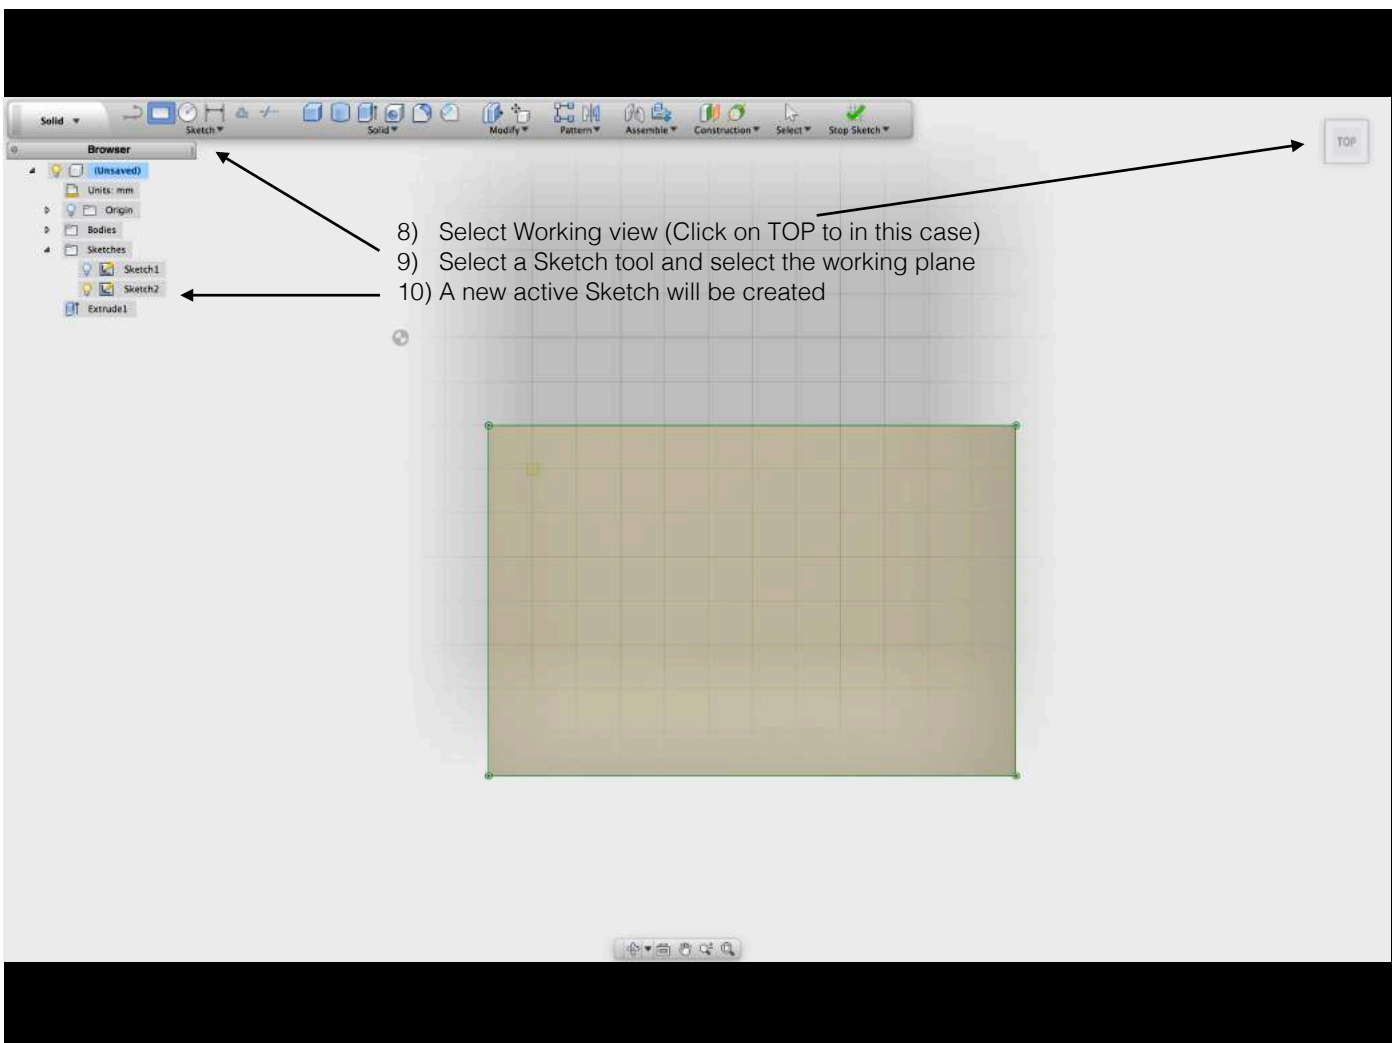 Solid
Sketch
Solid
Modify
Pattern
Assemble
Construction
Select
Stop Sketch
Browser
(Unsaved)
Units: mm
Origin
Bodies
Sketches
Sketch1
Sketch2
Extrude1
TOP
8) Select Working view (Click on TOP to in this case)
9) Select a Sketch tool and select the working plane
10) A new active Sketch will be created